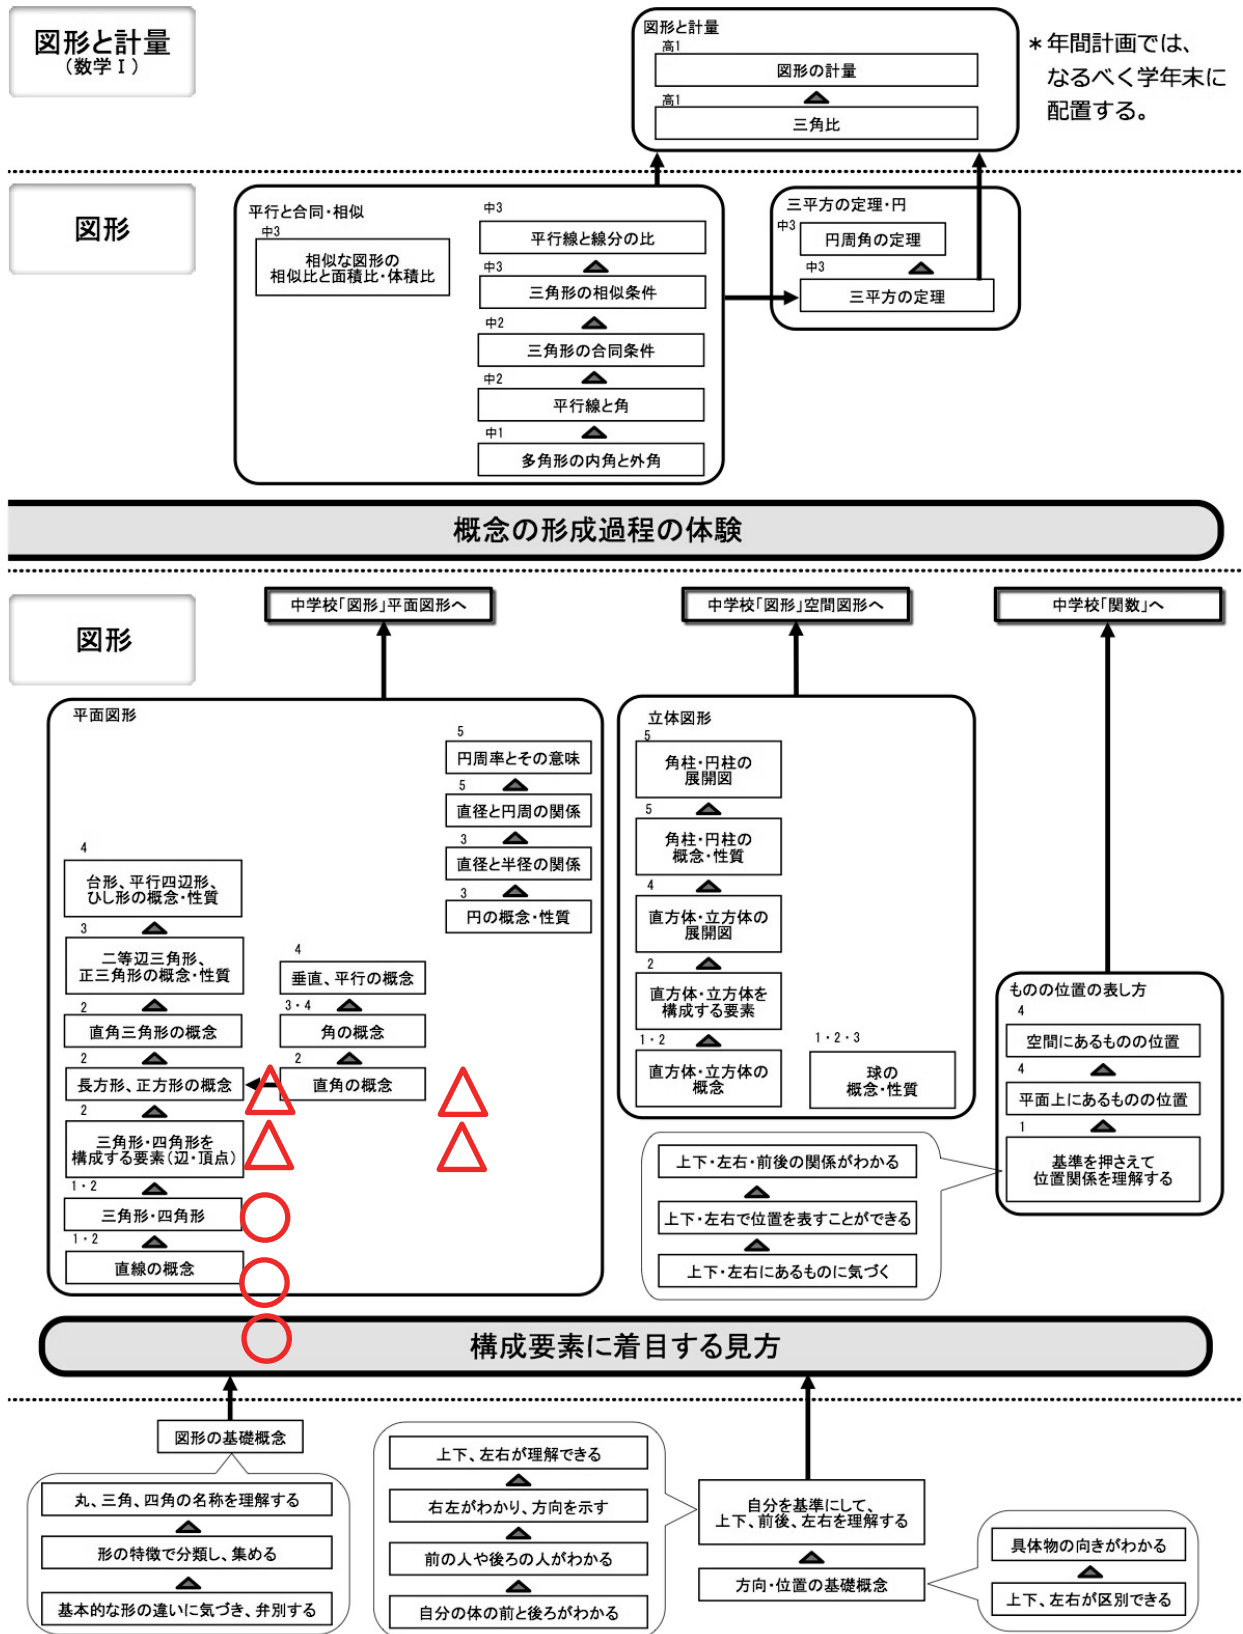 図形と計量
（数学Ⅰ）
図形と計量
高1
図形の計量
高1
三角比
＊年間計画では、
なるべく学年末に
配置する。
図形
平行と合同・相似
中3
相似な図形の
相似比と面積比・体積比
中3
平行線と線分の比
中3
三角形の相似条件
中2
三角形の合同条件
中2
平行線と角
中1
多角形の内角と外角
三平方の定理・円
中3
円周角の定理
中3
三平方の定理
概念の形成過程の体験
図形
中学校「図形」平面図形へ
中学校「図形」空間図形へ
中学校「関数」へ
平面図形
5
円周率とその意味
5
直径と円周の関係
3
直径と半径の関係
3
円の概念・性質
4
台形、平行四辺形、
ひし形の概念・性質
3
二等辺三角形、
正三角形の概念・性質
2
直角三角形の概念
2
長方形、正方形の概念
2
三角形・四角形を
構成する要素（辺・頂点）
1・2
三角形・四角形
1・2
直線の概念
4
垂直、平行の概念
3・4
角の概念
2
直角の概念
立体図形
5
角柱・円柱の
展開図
5
角柱・円柱の
概念・性質
4
直方体・立方体の
展開図
2
直方体・立方体を
構成する要素
1・2
直方体・立方体の
概念
1・2・3
球の
概念・性質
ものの位置の表し方
4
空間にあるものの位置
4
平面上にあるものの位置
1
基準を押さえて
位置関係を理解する
上下・左右・前後の関係がわかる
上下・左右で位置を表すことができる
上下・左右にあるものに気づく
構成要素に着目する見方
図形の基礎概念
丸、三角、四角の名称を理解する
形の特徴で分類し、集める
基本的な形の違いに気づき、弁別する
上下、左右が理解できる
右左がわかり、方向を示す
前の人や後ろの人がわかる
自分の体の前と後ろがわかる
自分を基準にして、
上下、前後、左右を理解する
方向・位置の基礎概念
具体物の向きがわかる
上下、左右が区別できる